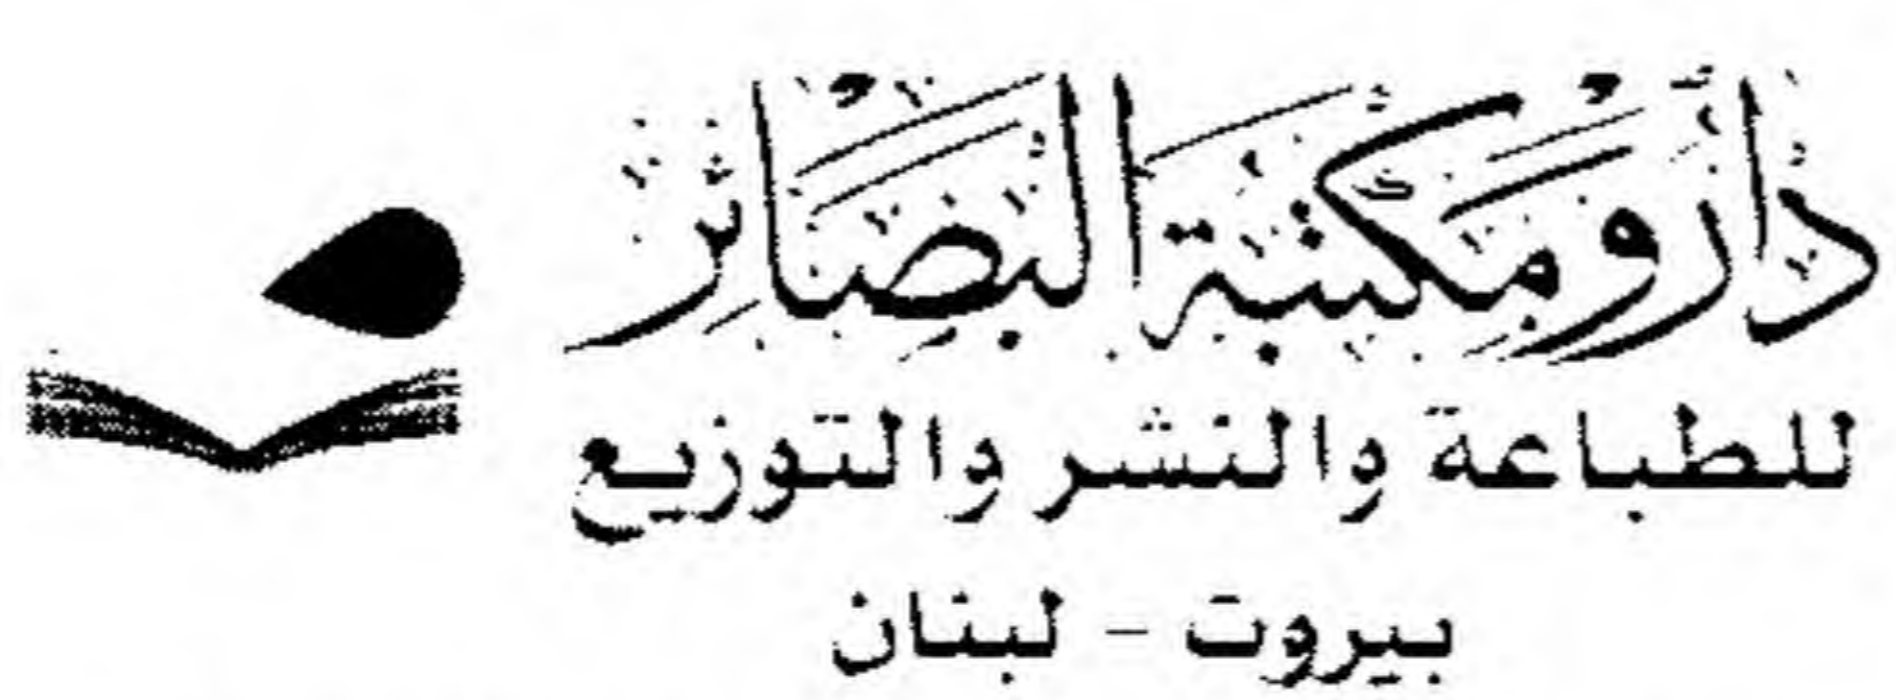 دار ومكتبة البصائر
للطباعة والنشر والتوزيع
بيروت - لبنان